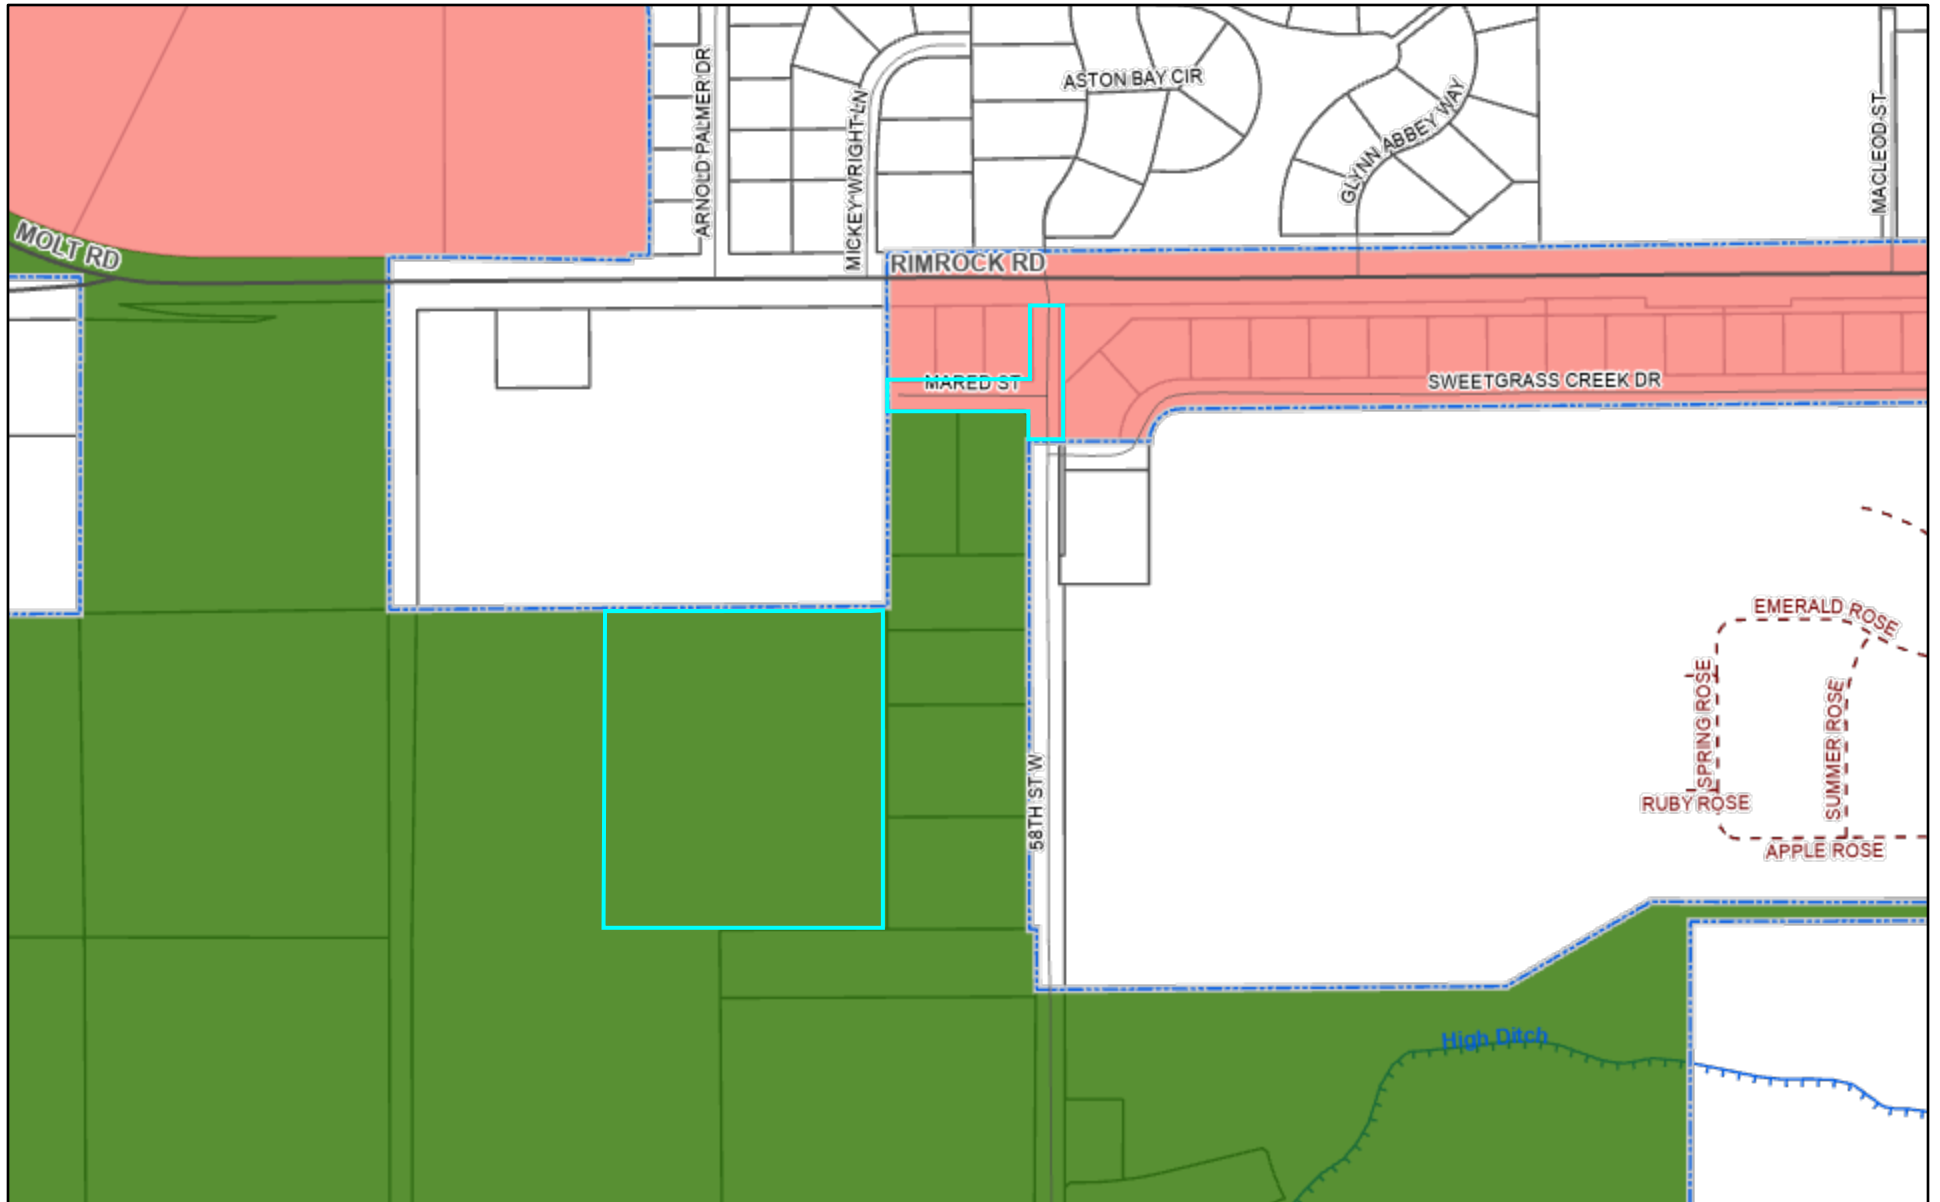 ASTON BAY CIR
ARNOLD PALMER DR
MICKEY WRIGHT LN
GLYNN ABBEY WAY
MACLEOD ST
MOLT RD
RIMROCK RD
MARED ST
SWEETGRASS CREEK DR
EMERALD ROSE
SPRING ROSE
SUMMER ROSE
RUBY ROSE
APPLE ROSE
58TH ST W
High Ditch